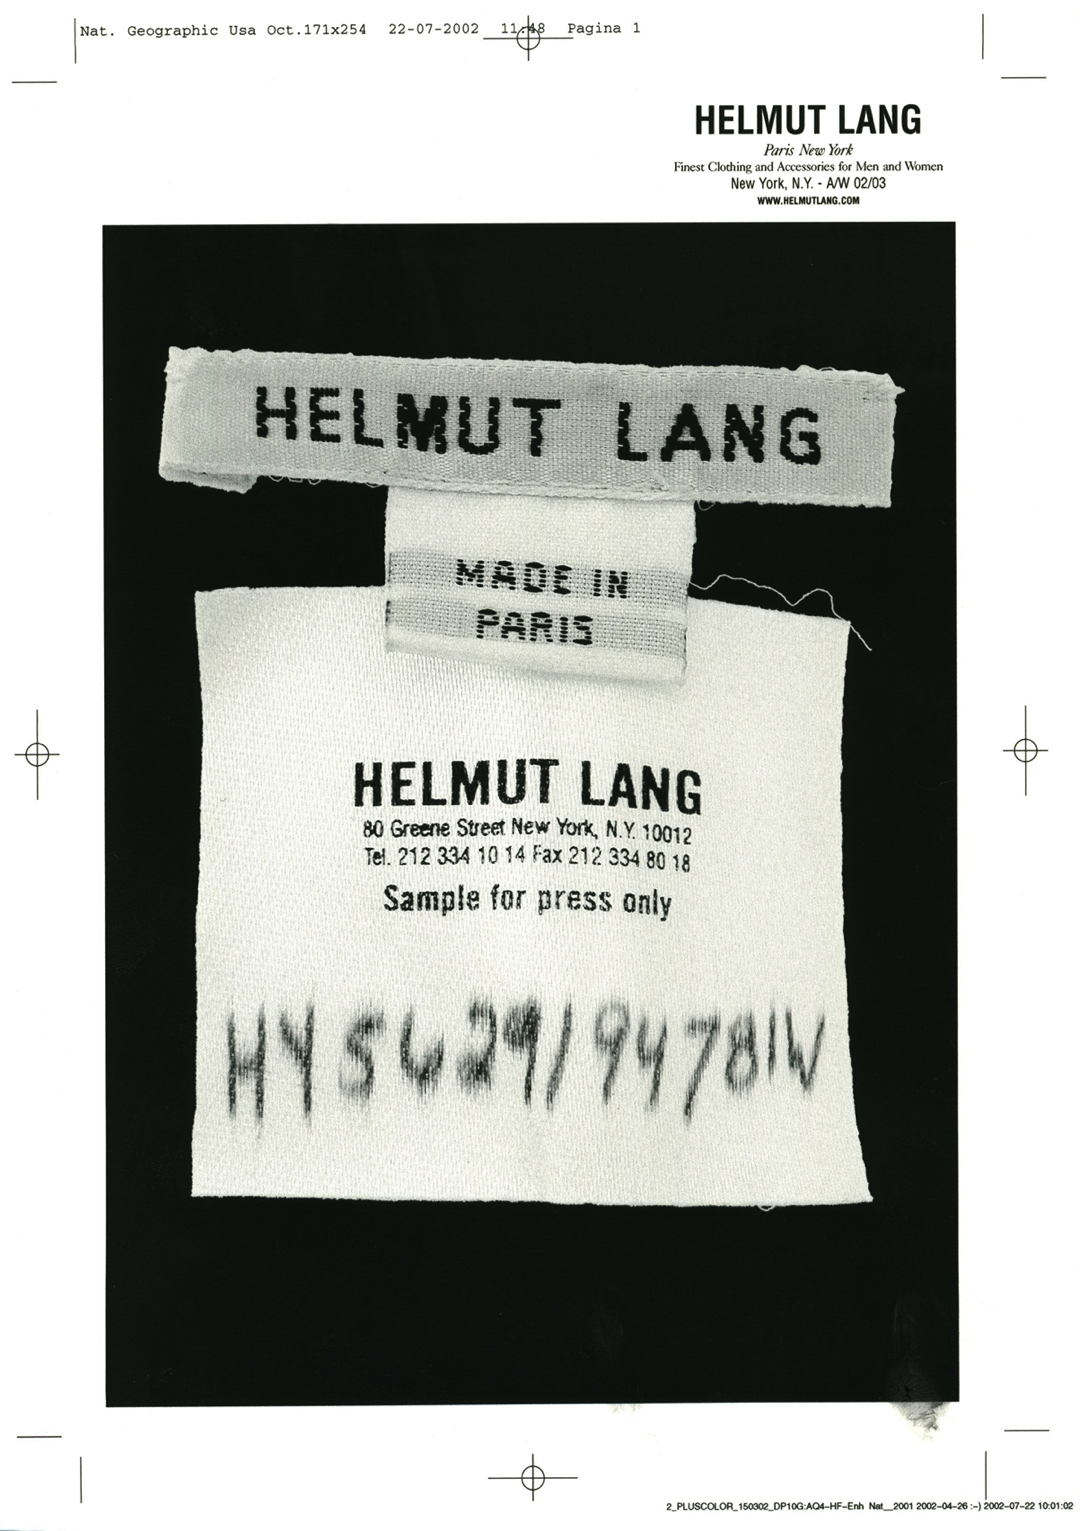 Nat. Geographic Usa Oct.171x254 22-07-2002 11:48 Pagina 1
HELMUT LANG
Paris New York
Finest Clothing and Accessories for Men and Women
New York, N.Y. - A/W 02/03
WWW.HELMUTLANG.COM
HELMUT LANG
MADE IN
PARIS
HELMUT LANG
80 Greene Street New York, N.Y. 10012
Tel. 212 334 10 14 Fax 212 334 80 18
Sample for press only
HY5629/94781W
2_PLUSCOLOR_150302_DP10G:AQ4-HF-Enh Nat__2001 2002-04-26 :-) 2002-07-22 10:01:02